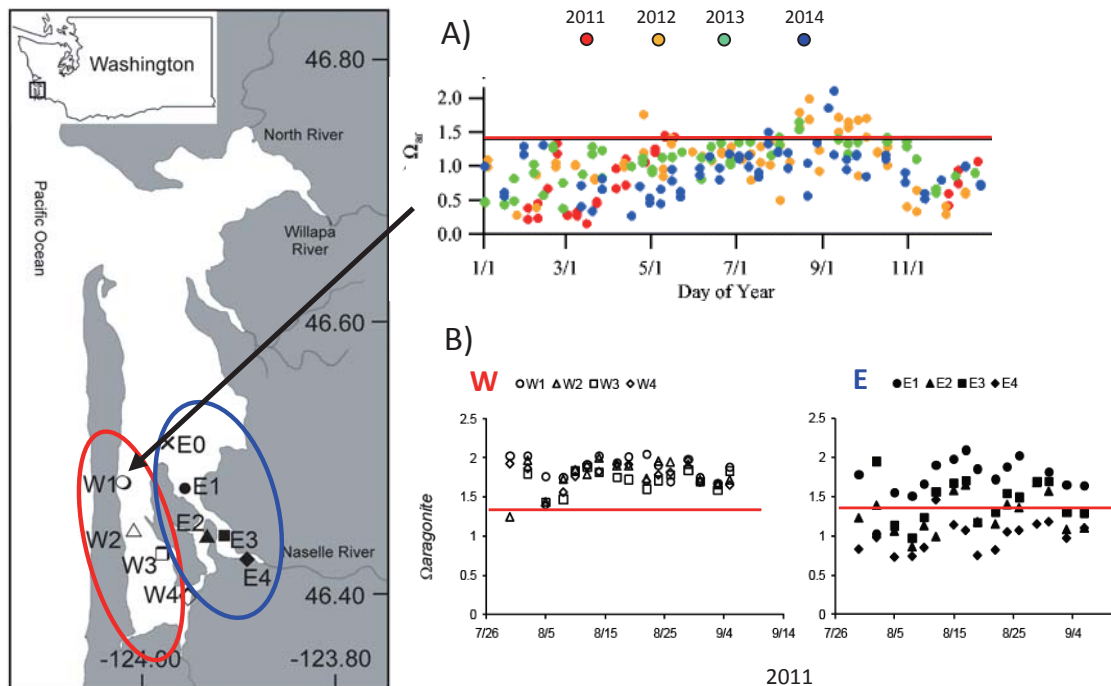 Washington
46.80
North River
Pacific Ocean
Willapa
River
46.60
E0
W1
E1
E2
W2
E3
W3
Naselle River
E4
W4
46.40
-124.00
-123.80
A)
2011
2012
2013
2014
2.0
1.5
1.0
0.5
0.0
Ωar
1/1
3/1
5/1
7/1
9/1
11/1
Day of Year
B)
W
W1
W2
W3
W4
E
E1
E2
E3
E4
Ωaragonite
2.5
2
1.5
1
0.5
0
7/26
8/5
8/15
8/25
9/4
9/14
2.5
2
1.5
1
0.5
0
7/26
8/5
8/15
8/25
9/4
2011